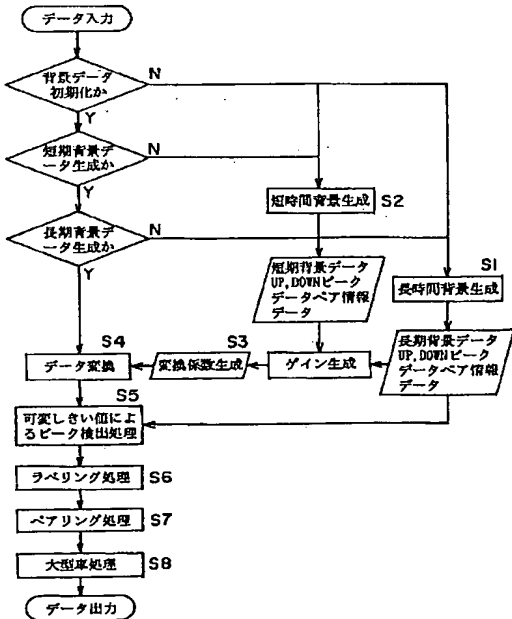 データ入力
背景データ
初期化か
N
Y
短期背景デ
ータ生成か
N
Y
短時間背景生成
S2
長期背景デ
ータ生成か
N
Y
短期背景データ
UP,DOWNピーク
データペア情報
データ
S1
長時間背景生成
S4
データ変換
S3
変換係数生成
ゲイン生成
長期背景データ
UP,DOWNピーク
データペア情報
データ
S5
可変しきい値によ
るピーク検出処理
ラベリング処理
S6
ペアリング処理
S7
大型車処理
S8
データ出力